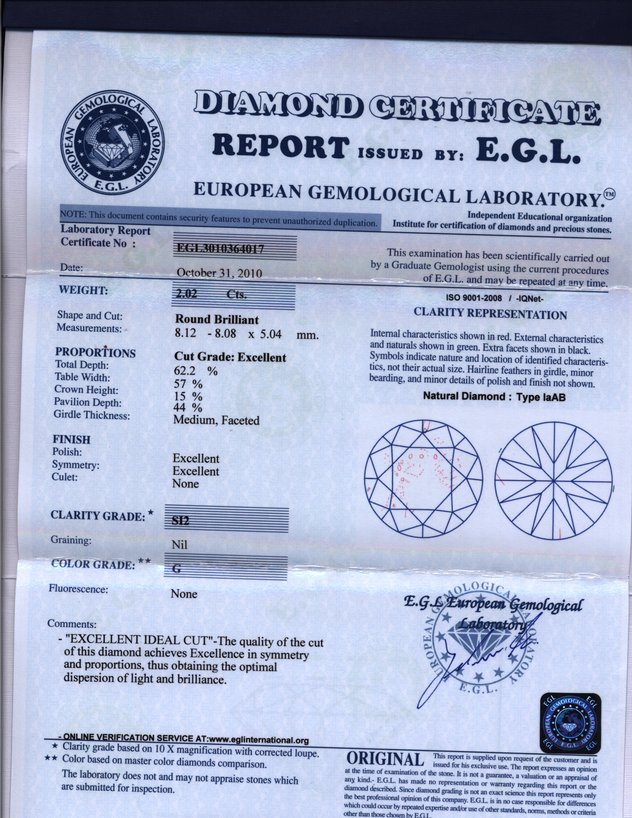 DIAMOND CERTIFICATE
REPORT ISSUED BY: E.G.L.
EUROPEAN GEMOLOGICAL LABORATORY.™
EUROPEAN GEMOLOGICAL LABORATORY
E.G.L.
NOTE: This document contains security features to prevent unauthorized duplication.
Independent Educational organization
Institute for certification of diamonds and precious stones.
Laboratory Report
Certificate No : EGL3010364017
Date: October 31, 2010
WEIGHT: 2.02 Cts.
Shape and Cut: Round Brilliant
Measurements: 8.12 - 8.08 x 5.04 mm.
PROPORTIONS Cut Grade: Excellent
Total Depth: 62.2 %
Table Width: 57 %
Crown Height: 15 %
Pavilion Depth: 44 %
Girdle Thickness: Medium, Faceted
FINISH
Polish: Excellent
Symmetry: Excellent
Culet: None
CLARITY GRADE: * SI2
Graining: Nil
COLOR GRADE: ** G
Fluorescence: None
Comments:
- "EXCELLENT IDEAL CUT"-The quality of the cut
of this diamond achieves Excellence in symmetry
and proportions, thus obtaining the optimal
dispersion of light and brilliance.
- ONLINE VERIFICATION SERVICE AT:www.eglinternational.org
★ Clarity grade based on 10 X magnification with corrected loupe.
★★ Color based on master color diamonds comparison.
The laboratory does not and may not appraise stones which
are submitted for inspection.
This examination has been scientifically carried out
by a Graduate Gemologist using the current procedures
of E.G.L. and may be repeated at any time.
ISO 9001-2008 / -IQNet-
CLARITY REPRESENTATION
Internal characteristics shown in red. External characteristics
and naturals shown in green. Extra facets shown in black.
Symbols indicate nature and location of identified characteris-
tics, not their actual size. Hairline feathers in girdle, minor
bearding, and minor details of polish and finish not shown.
Natural Diamond : Type IaAB
E.G.L European Gemological
Laboratory
EUROPEAN GEMOLOGICAL LABORATORY
E.G.L.
EGL
EGL
E.G.L.
EGL
EGL
ORIGINAL This report is supplied upon request of the customer and is
issued for his exclusive use. The report expresses an opinion
at the time of examination of the stone. It is not a guarantee, a valuation or an appraisal of
any kind.- E.G.L. has made no representation or warranty regarding this report or the
diamond described. Since diamond grading is not an exact science this report represents only
the best professional opinion of this company. E.G.L. is in no case responsible for differences
which could occur by repeated expertise and/or use of other standards, norms, methods or criteria
other than those chosen by E.G.L.